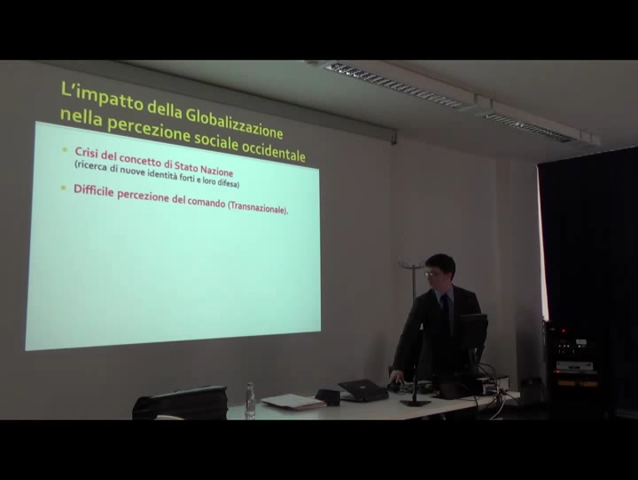 L'impatto della Globalizzazione
nella percezione sociale occidentale
Crisi del concetto di Stato Nazione
(ricerca di nuove identità forti e loro difesa)
Difficile percezione del comando (Transnazionale).